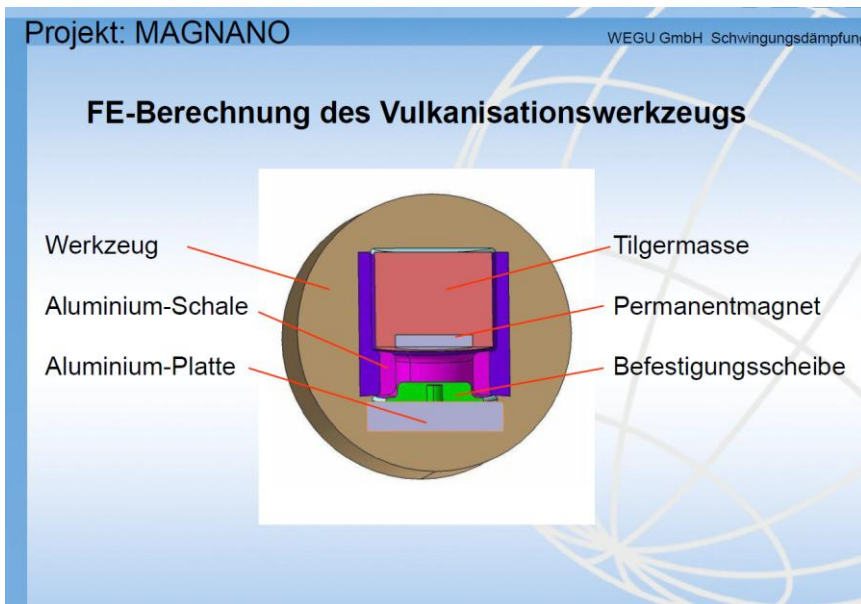 Projekt: MAGNANO
WEGU GmbH Schwingungsdämpfung
FE-Berechnung des Vulkanisationswerkzeugs
Werkzeug
Tilgermasse
Aluminium-Schale
Permanentmagnet
Aluminium-Platte
Befestigungsscheibe